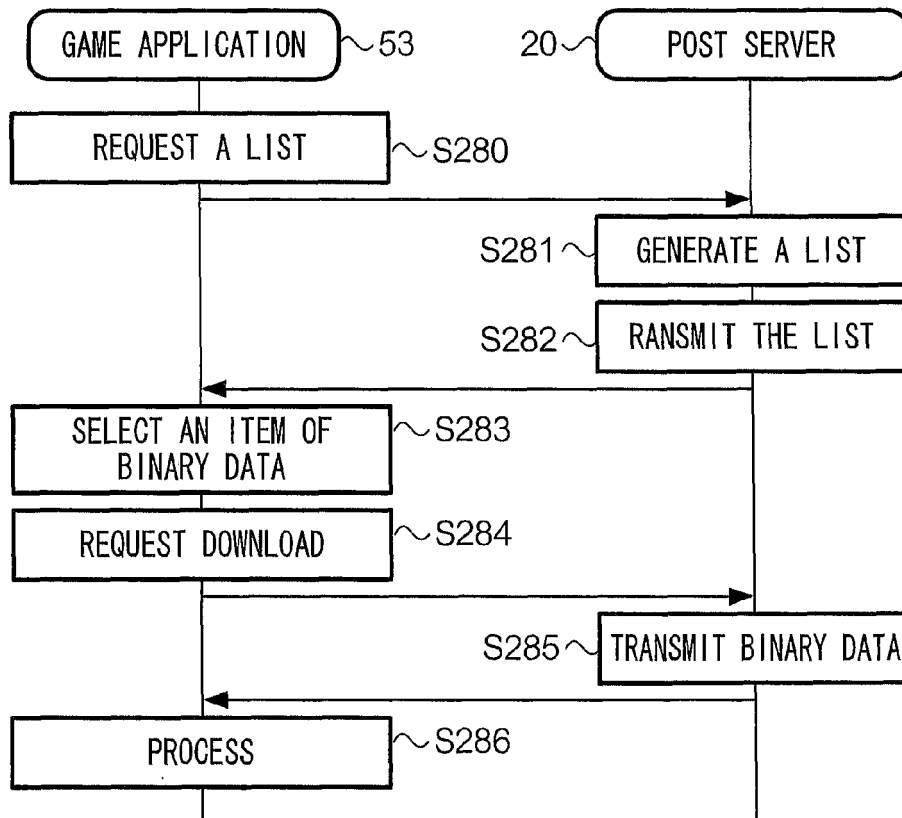 GAME APPLICATION
53
20
POST SERVER
REQUEST A LIST
S280
S281
GENERATE A LIST
S282
RANSMIT THE LIST
SELECT AN ITEM OF
BINARY DATA
S283
REQUEST DOWNLOAD
S284
S285
TRANSMIT BINARY DATA
PROCESS
S286